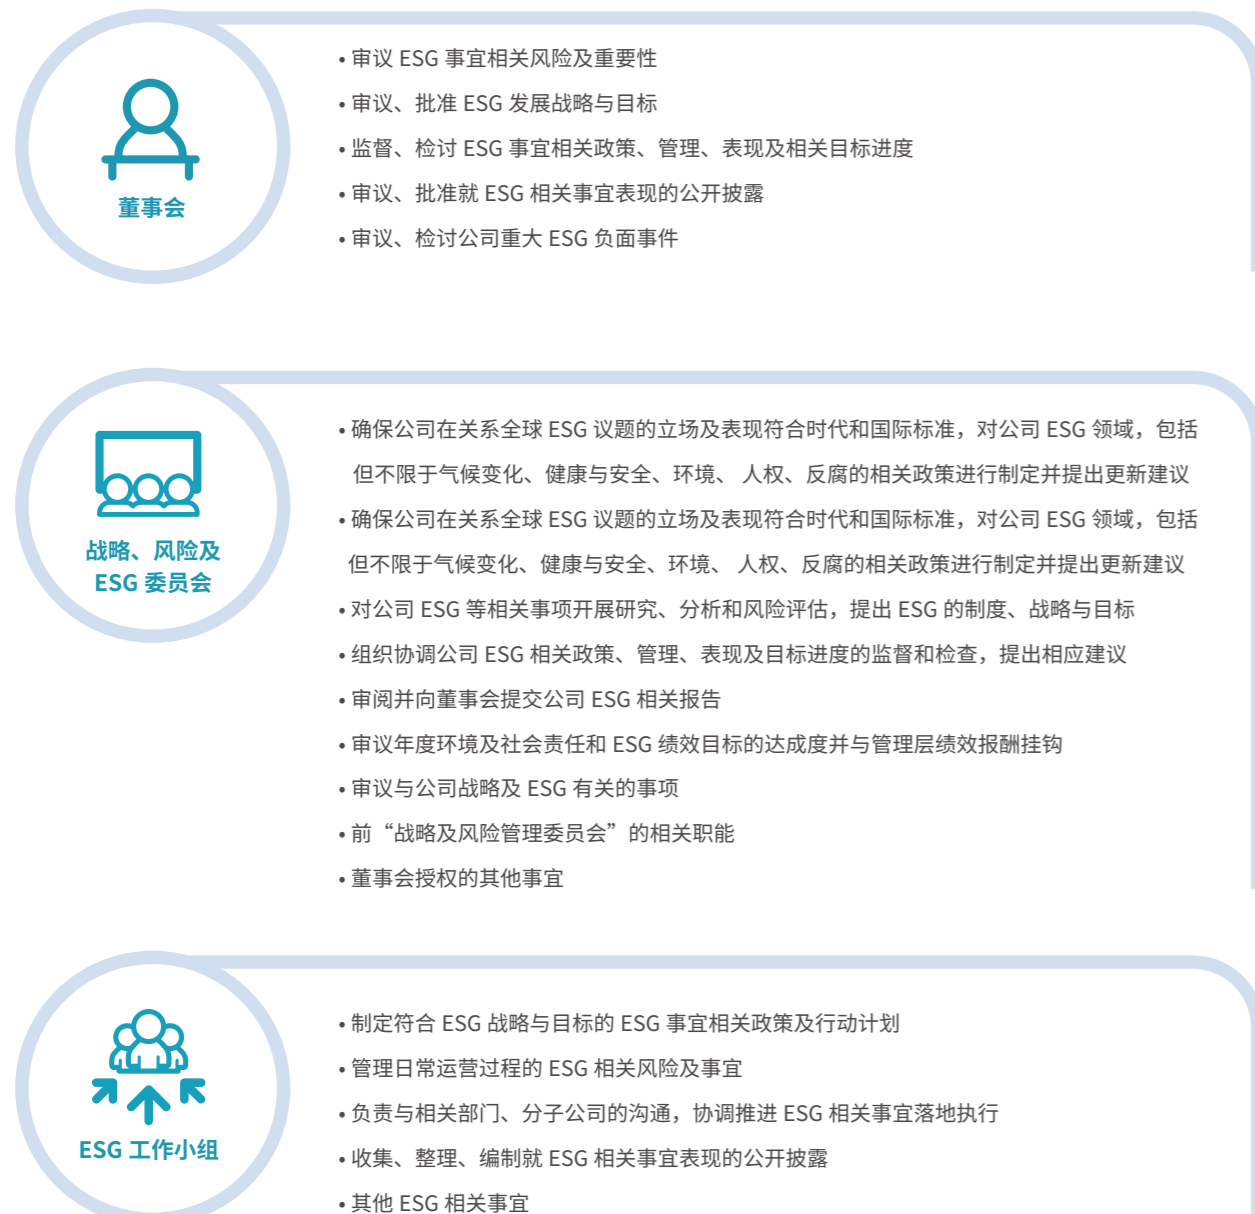 董事会
• 审议 ESG 事宜相关风险及重要性
• 审议、批准 ESG 发展战略与目标
• 监督、检讨 ESG 事宜相关政策、管理、表现及相关目标进度
• 审议、批准就 ESG 相关事宜表现的公开披露
• 审议、检讨公司重大 ESG 负面事件
战略、风险及
ESG 委员会
• 确保公司在关系全球 ESG 议题的立场及表现符合时代和国际标准，对公司 ESG 领域，包括
但不限于气候变化、健康与安全、环境、 人权、反腐的相关政策进行制定并提出更新建议
• 确保公司在关系全球 ESG 议题的立场及表现符合时代和国际标准，对公司 ESG 领域，包括
但不限于气候变化、健康与安全、环境、 人权、反腐的相关政策进行制定并提出更新建议
• 对公司 ESG 等相关事项开展研究、分析和风险评估，提出 ESG 的制度、战略与目标
• 组织协调公司 ESG 相关政策、管理、表现及目标进度的监督和检查，提出相应建议
• 审阅并向董事会提交公司 ESG 相关报告
• 审议年度环境及社会责任和 ESG 绩效目标的达成度并与管理层绩效报酬挂钩
• 审议与公司战略及 ESG 有关的事项
• 前“战略及风险管理委员会”的相关职能
• 董事会授权的其他事宜
ESG 工作小组
• 制定符合 ESG 战略与目标的 ESG 事宜相关政策及行动计划
• 管理日常运营过程的 ESG 相关风险及事宜
• 负责与相关部门、分子公司的沟通，协调推进 ESG 相关事宜落地执行
• 收集、整理、编制就 ESG 相关事宜表现的公开披露
• 其他 ESG 相关事宜